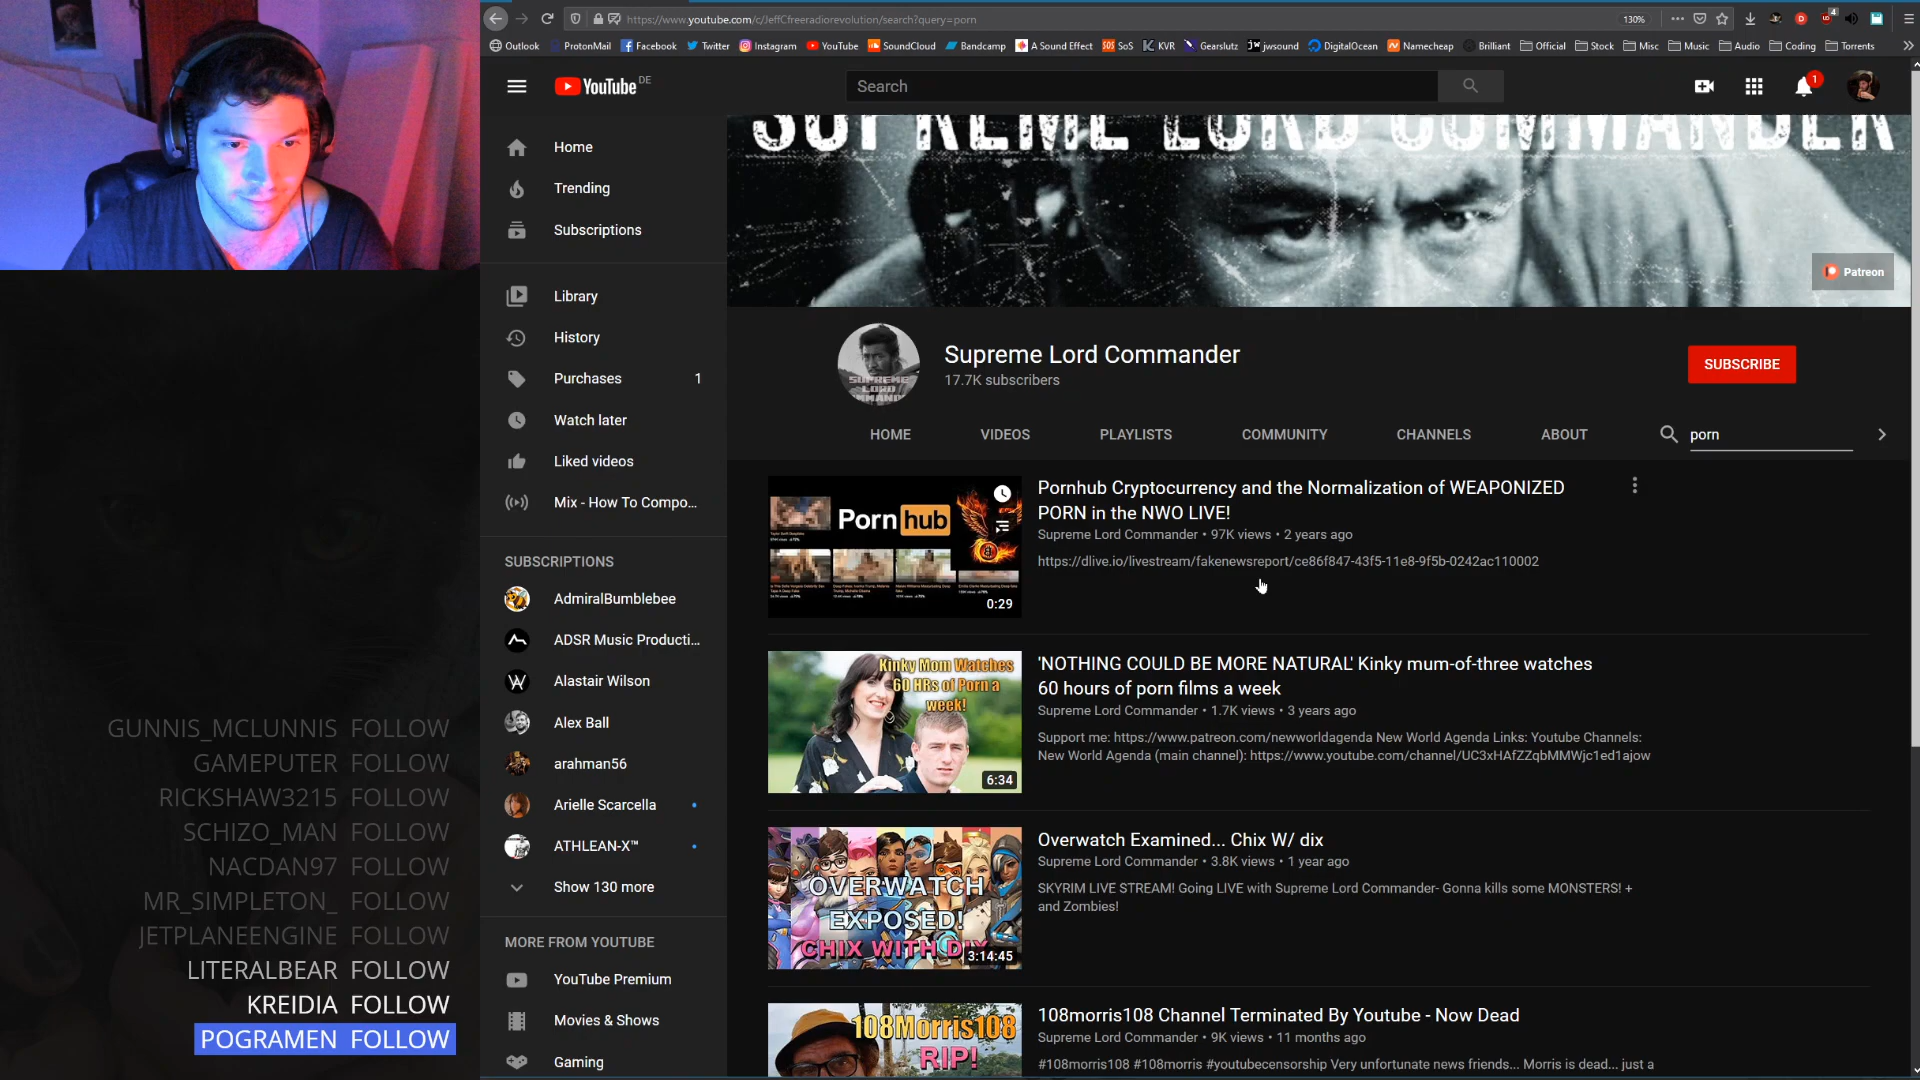 https://www.youtube.com/c/JeffCfreeradiorevolution/search?query=porn
130%
4
Outlook ProtonMail Facebook Twitter Instagram YouTube SoundCloud Bandcamp A Sound Effect SoS KVR Gearslutz jwsound DigitalOcean Namecheap Brilliant Official Stock Misc Music Audio Coding Torrents
YouTube DE
Search
1
SUPREME LORD COMMANDER
Patreon
Home
Trending
Subscriptions
Library
History
Purchases 1
Watch later
Liked videos
Mix - How To Compo...
SUBSCRIPTIONS
AdmiralBumblebee
ADSR Music Producti...
Alastair Wilson
Alex Ball
arahman56
Arielle Scarcella
ATHLEAN-X™
Show 130 more
MORE FROM YOUTUBE
YouTube Premium
Movies & Shows
Gaming
SUPREME
LORD
Supreme Lord Commander
17.7K subscribers
SUBSCRIBE
HOME VIDEOS PLAYLISTS COMMUNITY CHANNELS ABOUT porn
Porn hub
0:29
Pornhub Cryptocurrency and the Normalization of WEAPONIZED
PORN in the NWO LIVE!
Supreme Lord Commander • 97K views • 2 years ago
https://dlive.io/livestream/fakenewsreport/ce86f847-43f5-11e8-9f5b-0242ac110002
Kinky Mom Watches
60 HRs of Porn a
week!
6:34
'NOTHING COULD BE MORE NATURAL' Kinky mum-of-three watches
60 hours of porn films a week
Supreme Lord Commander • 1.7K views • 3 years ago
Support me: https://www.patreon.com/newworldagenda New World Agenda Links: Youtube Channels:
New World Agenda (main channel): https://www.youtube.com/channel/UC3xHAfZZqbMMWjc1ed1ajow
OVERWATCH
EXPOSED!
CHIX WITH DIX
3:14:45
Overwatch Examined... Chix W/ dix
Supreme Lord Commander • 3.8K views • 1 year ago
SKYRIM LIVE STREAM! Going LIVE with Supreme Lord Commander- Gonna kills some MONSTERS! +
and Zombies!
108Morris108
RIP!
108morris108 Channel Terminated By Youtube - Now Dead
Supreme Lord Commander • 9K views • 11 months ago
#108morris108 #108morris #youtubecensorship Very unfortunate news friends... Morris is dead... just a
GUNNIS_MCLUNNIS FOLLOW
GAMEPUTER FOLLOW
RICKSHAW3215 FOLLOW
SCHIZO_MAN FOLLOW
NACDAN97 FOLLOW
MR_SIMPLETON_ FOLLOW
JETPLANEENGINE FOLLOW
LITERALBEAR FOLLOW
KREIDIA FOLLOW
POGRAMEN FOLLOW